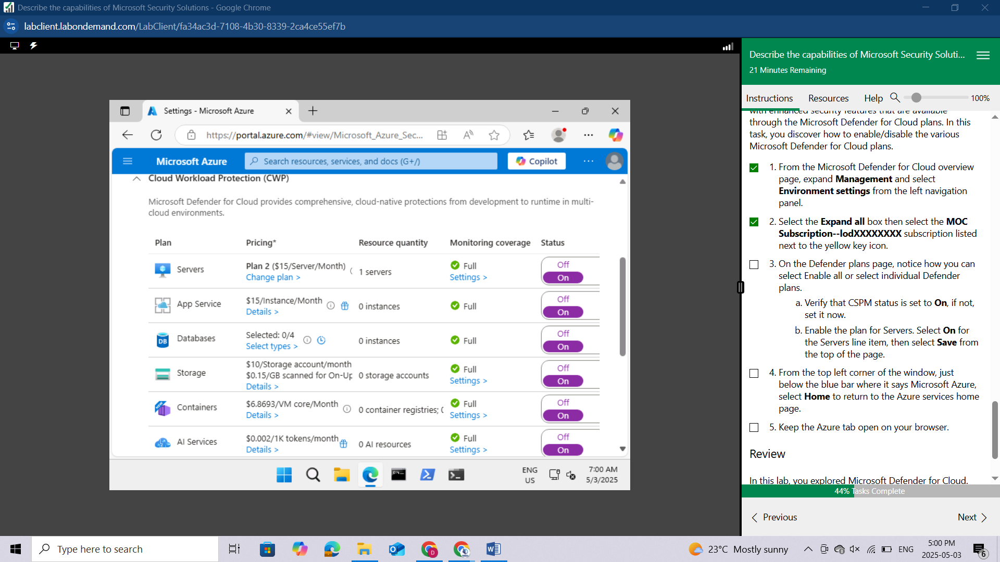 Describe the capabilities of Microsoft Security Solutions - Google Chrome
labclient.labondemand.com/LabClient/fa34ac3d-7108-4b30-8339-2ca4ce55ef7b
Settings - Microsoft Azure
https://portal.azure.com/#view/Microsoft_Azure_Sec...
Microsoft Azure
Search resources, services, and docs (G+/)
Copilot
Cloud Workload Protection (CWP)
Microsoft Defender for Cloud provides comprehensive, cloud-native protections from development to runtime in multi-
cloud environments.
Plan Pricing* Resource quantity Monitoring coverage Status
Servers
Plan 2 ($15/Server/Month)
Change plan >
1 servers
Full
Settings >
Off
On
App Service
$15/Instance/Month
Details >
0 instances
Full
Off
On
DB
Databases
Selected: 0/4
Select types >
0 instances
Full
Off
On
Storage
$10/Storage account/month
$0.15/GB scanned for On-Up
Details >
0 storage accounts
Full
Settings >
Off
On
Containers
$6.8693/VM core/Month
Details >
0 container registries;
Full
Settings >
Off
On
AI Services
$0.002/1K tokens/month
Details >
0 AI resources
Full
Settings >
Off
On
ENG
US
7:00 AM
5/3/2025
Describe the capabilities of Microsoft Security Soluti...
21 Minutes Remaining
Instructions Resources Help 100%
with enhanced security features that are available
through the Microsoft Defender for Cloud plans. In this
task, you discover how to enable/disable the various
Microsoft Defender for Cloud plans.
1. From the Microsoft Defender for Cloud overview
page, expand Management and select
Environment settings from the left navigation
panel.
2. Select the Expand all box then select the MOC
Subscription--lodXXXXXXXX subscription listed
next to the yellow key icon.
3. On the Defender plans page, notice how you can
select Enable all or select individual Defender
plans.
a. Verify that CSPM status is set to On, if not,
set it now.
b. Enable the plan for Servers. Select On for
the Servers line item, then select Save from
the top of the page.
4. From the top left corner of the window, just
below the blue bar where it says Microsoft Azure,
select Home to return to the Azure services home
page.
5. Keep the Azure tab open on your browser.
Review
In this lab, you explored Microsoft Defender for Cloud.
44% Tasks Complete
Previous Next
Type here to search
23°C Mostly sunny
ENG
5:00 PM
2025-05-03
6